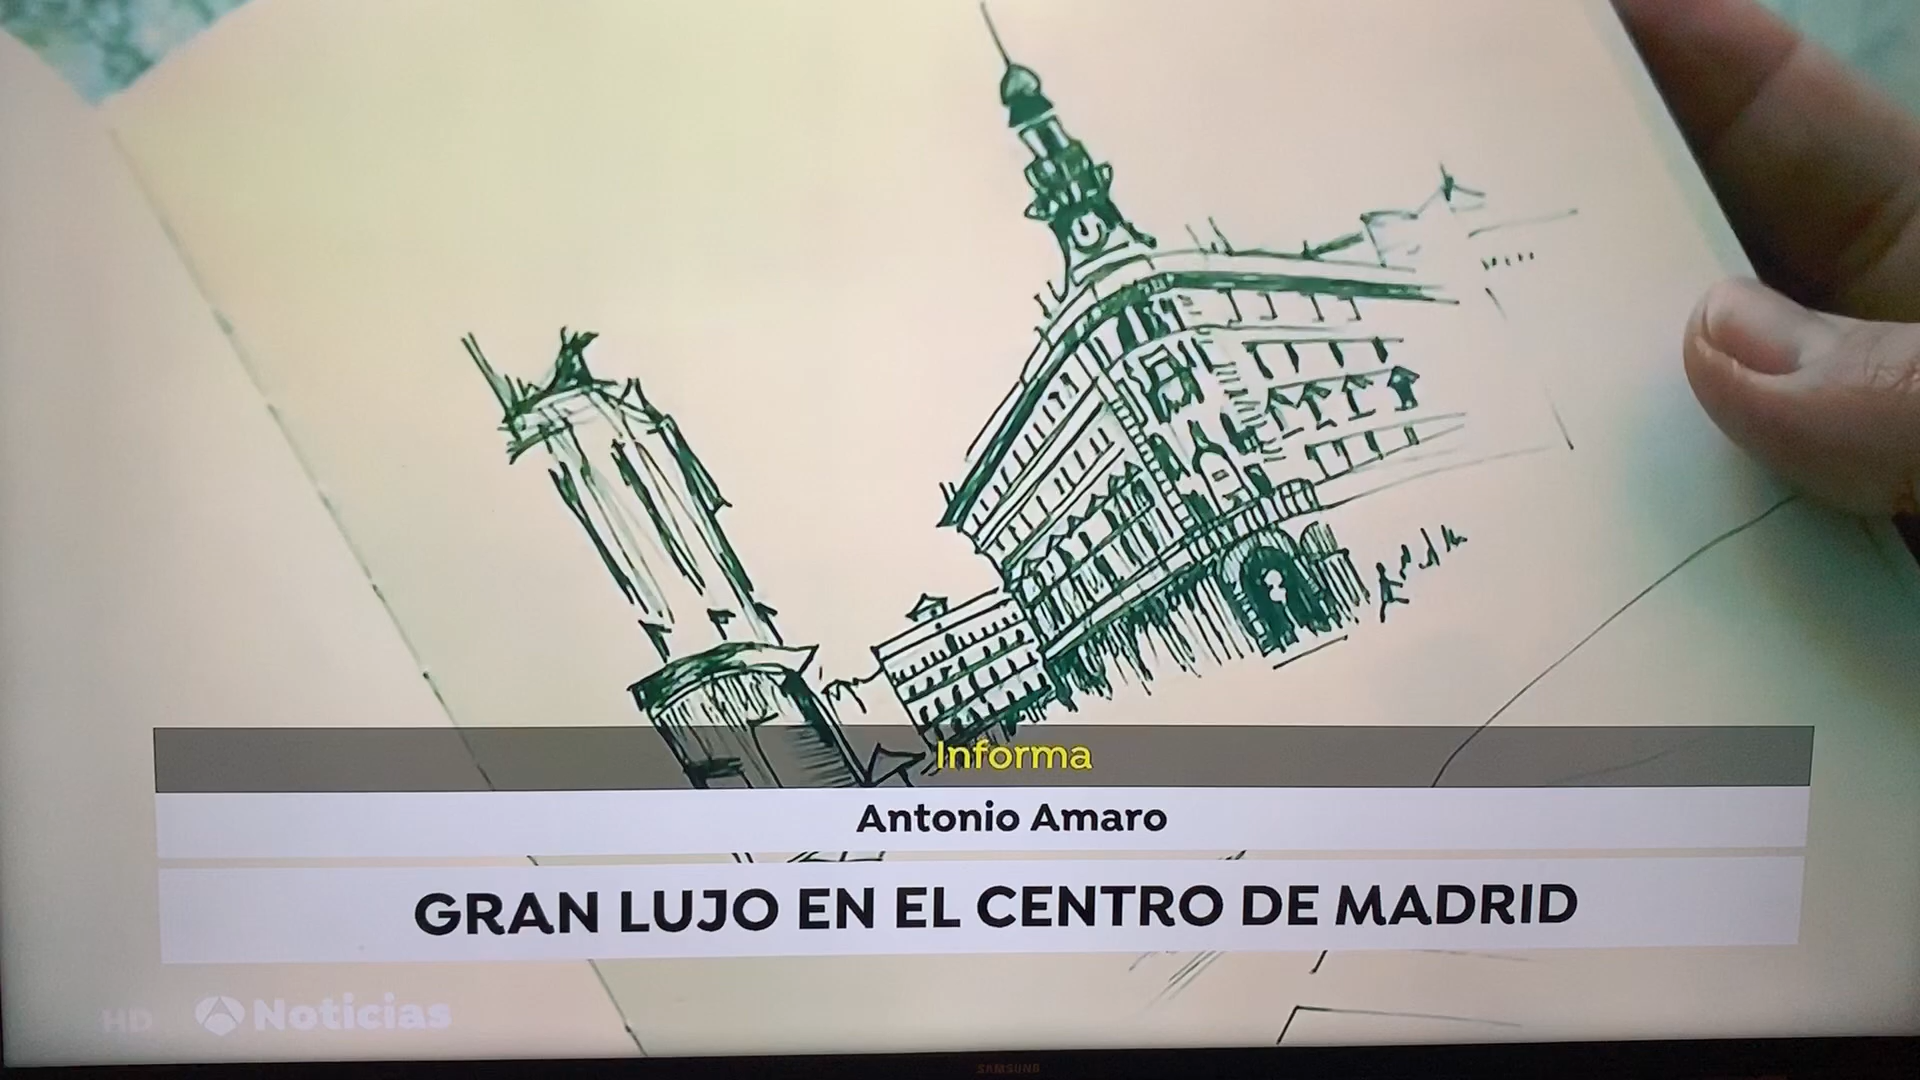 Informa
Antonio Amaro
GRAN LUJO EN EL CENTRO DE MADRID
HD Noticias
SAMSUNG